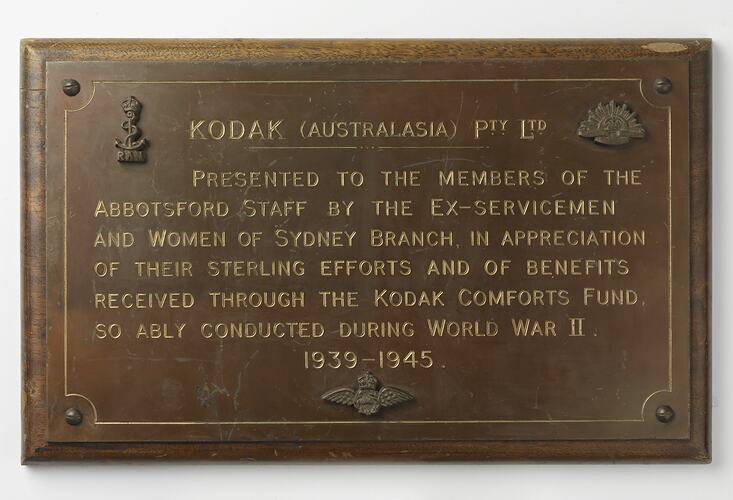 KODAK (AUSTRALASIA) PTY LTD
RAN
PRESENTED TO THE MEMBERS OF THE
ABBOTSFORD STAFF BY THE EX-SERVICEMEN
AND WOMEN OF SYDNEY BRANCH, IN APPRECIATION
OF THEIR STERLING EFFORTS AND OF BENEFITS
RECEIVED THROUGH THE KODAK COMFORTS FUND,
SO ABLY CONDUCTED DURING WORLD WAR II.
1939-1945.